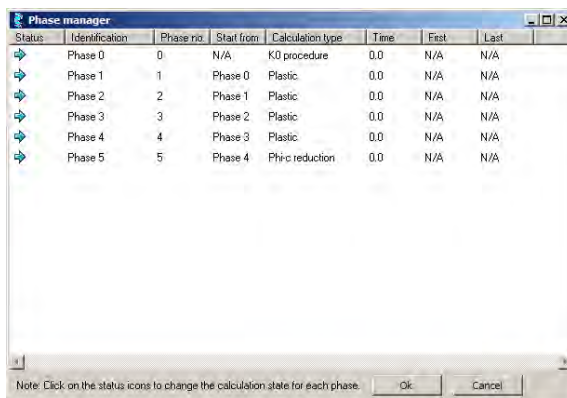 Phase manager
Status Identification Phase no. Start from Calculation type Time First Last
Phase 0 0 N/A K0 procedure 0.0 N/A N/A
Phase 1 1 Phase 0 Plastic 0.0 N/A N/A
Phase 2 2 Phase 1 Plastic 0.0 N/A N/A
Phase 3 3 Phase 2 Plastic 0.0 N/A N/A
Phase 4 4 Phase 3 Plastic 0.0 N/A N/A
Phase 5 5 Phase 4 Phi-c reduction 0.0 N/A N/A
Note: Click on the status icons to change the calculation state for each phase. Ok Cancel